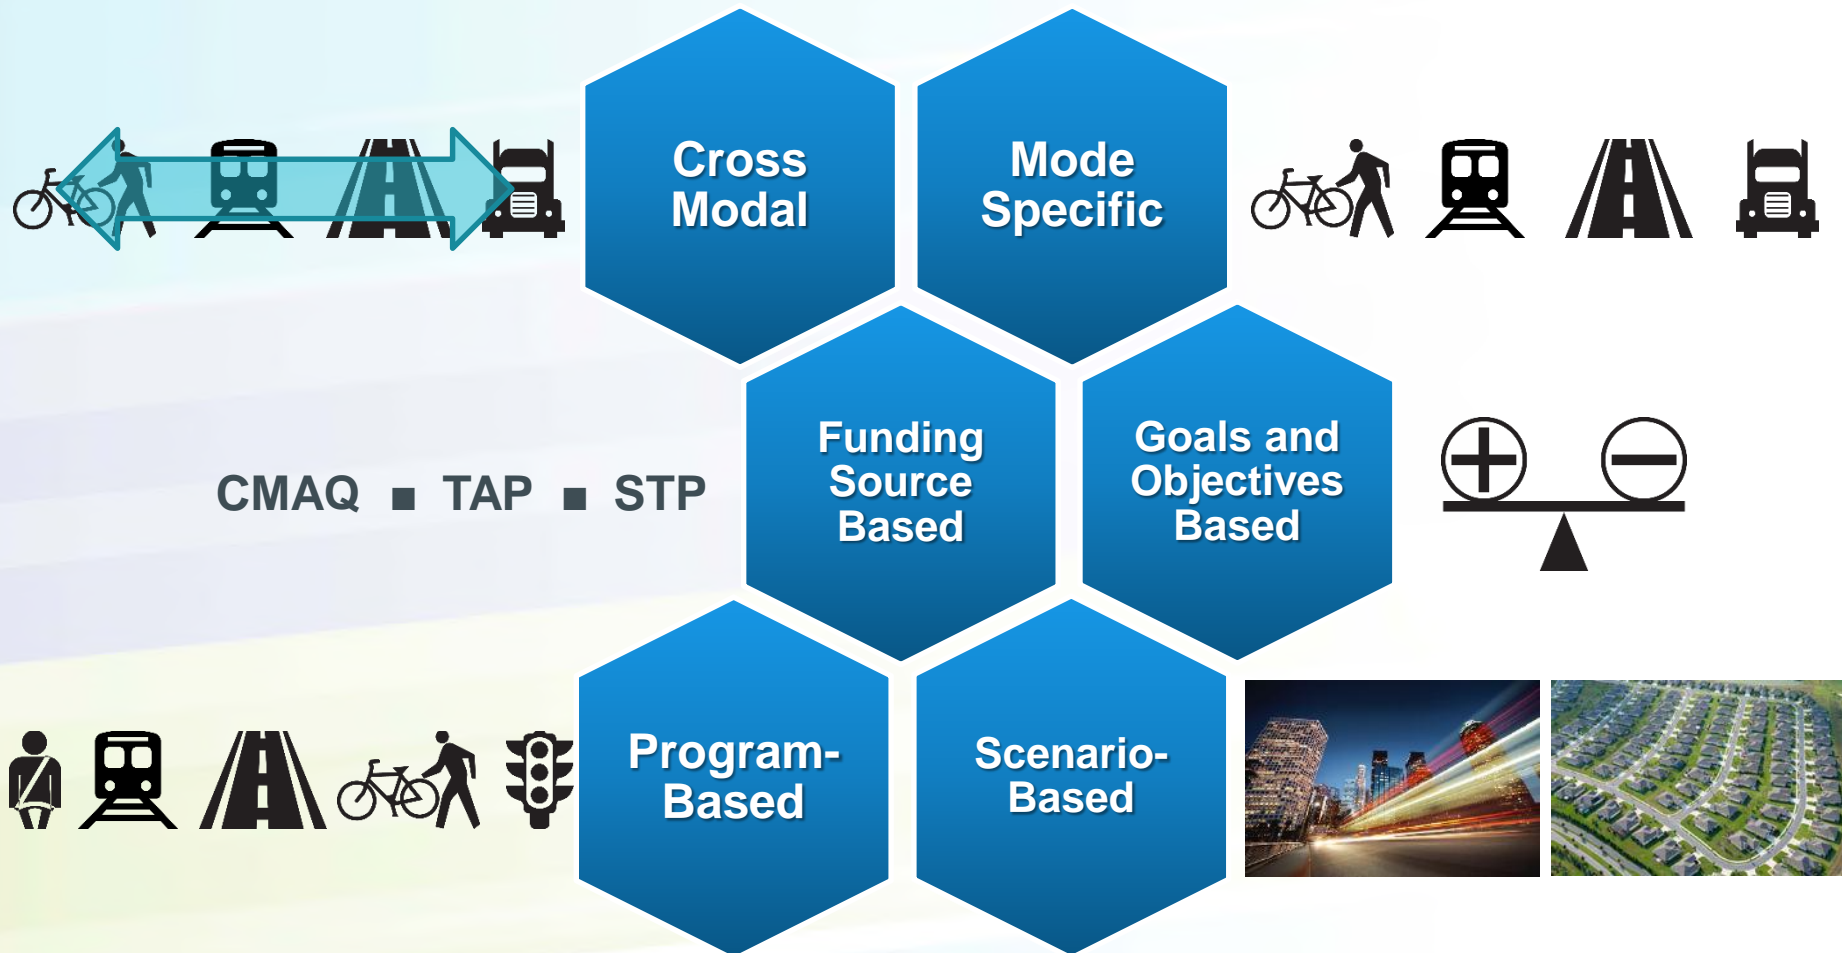 Cross
Modal
Mode
Specific
CMAQ ■ TAP ■ STP
Funding
Source
Based
Goals and
Objectives
Based
Program-
Based
Scenario-
Based